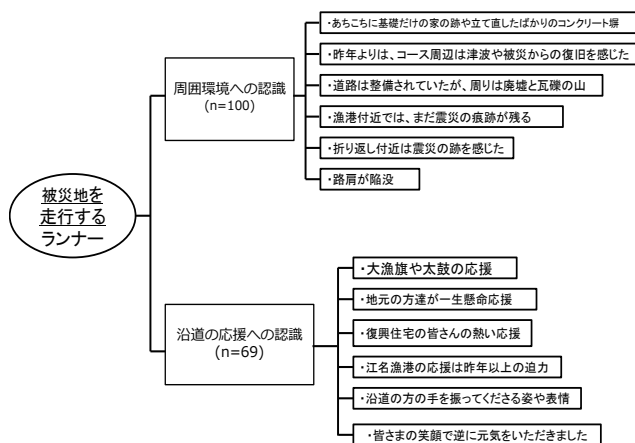 ・あちこちに基礎だけの家の跡や立て直したばかりのコンクリート塀
・昨年よりは、コース周辺は津波や被災からの復旧を感じた
・道路は整備されていたが、周りは廃墟と瓦礫の山
・漁港付近では、まだ震災の痕跡が残る
・折り返し付近は震災の跡を感じた
・路肩が陥没
周囲環境への認識
(n=100)
被災地を
走行する
ランナー
沿道の応援への認識
(n=69)
・大漁旗や太鼓の応援
・地元の方達が一生懸命応援
・復興住宅の皆さんの熱い応援
・江名漁港の応援は昨年以上の迫力
・沿道の方の手を振ってくださる姿や表情
・皆さまの笑顔で逆に元気をいただきました